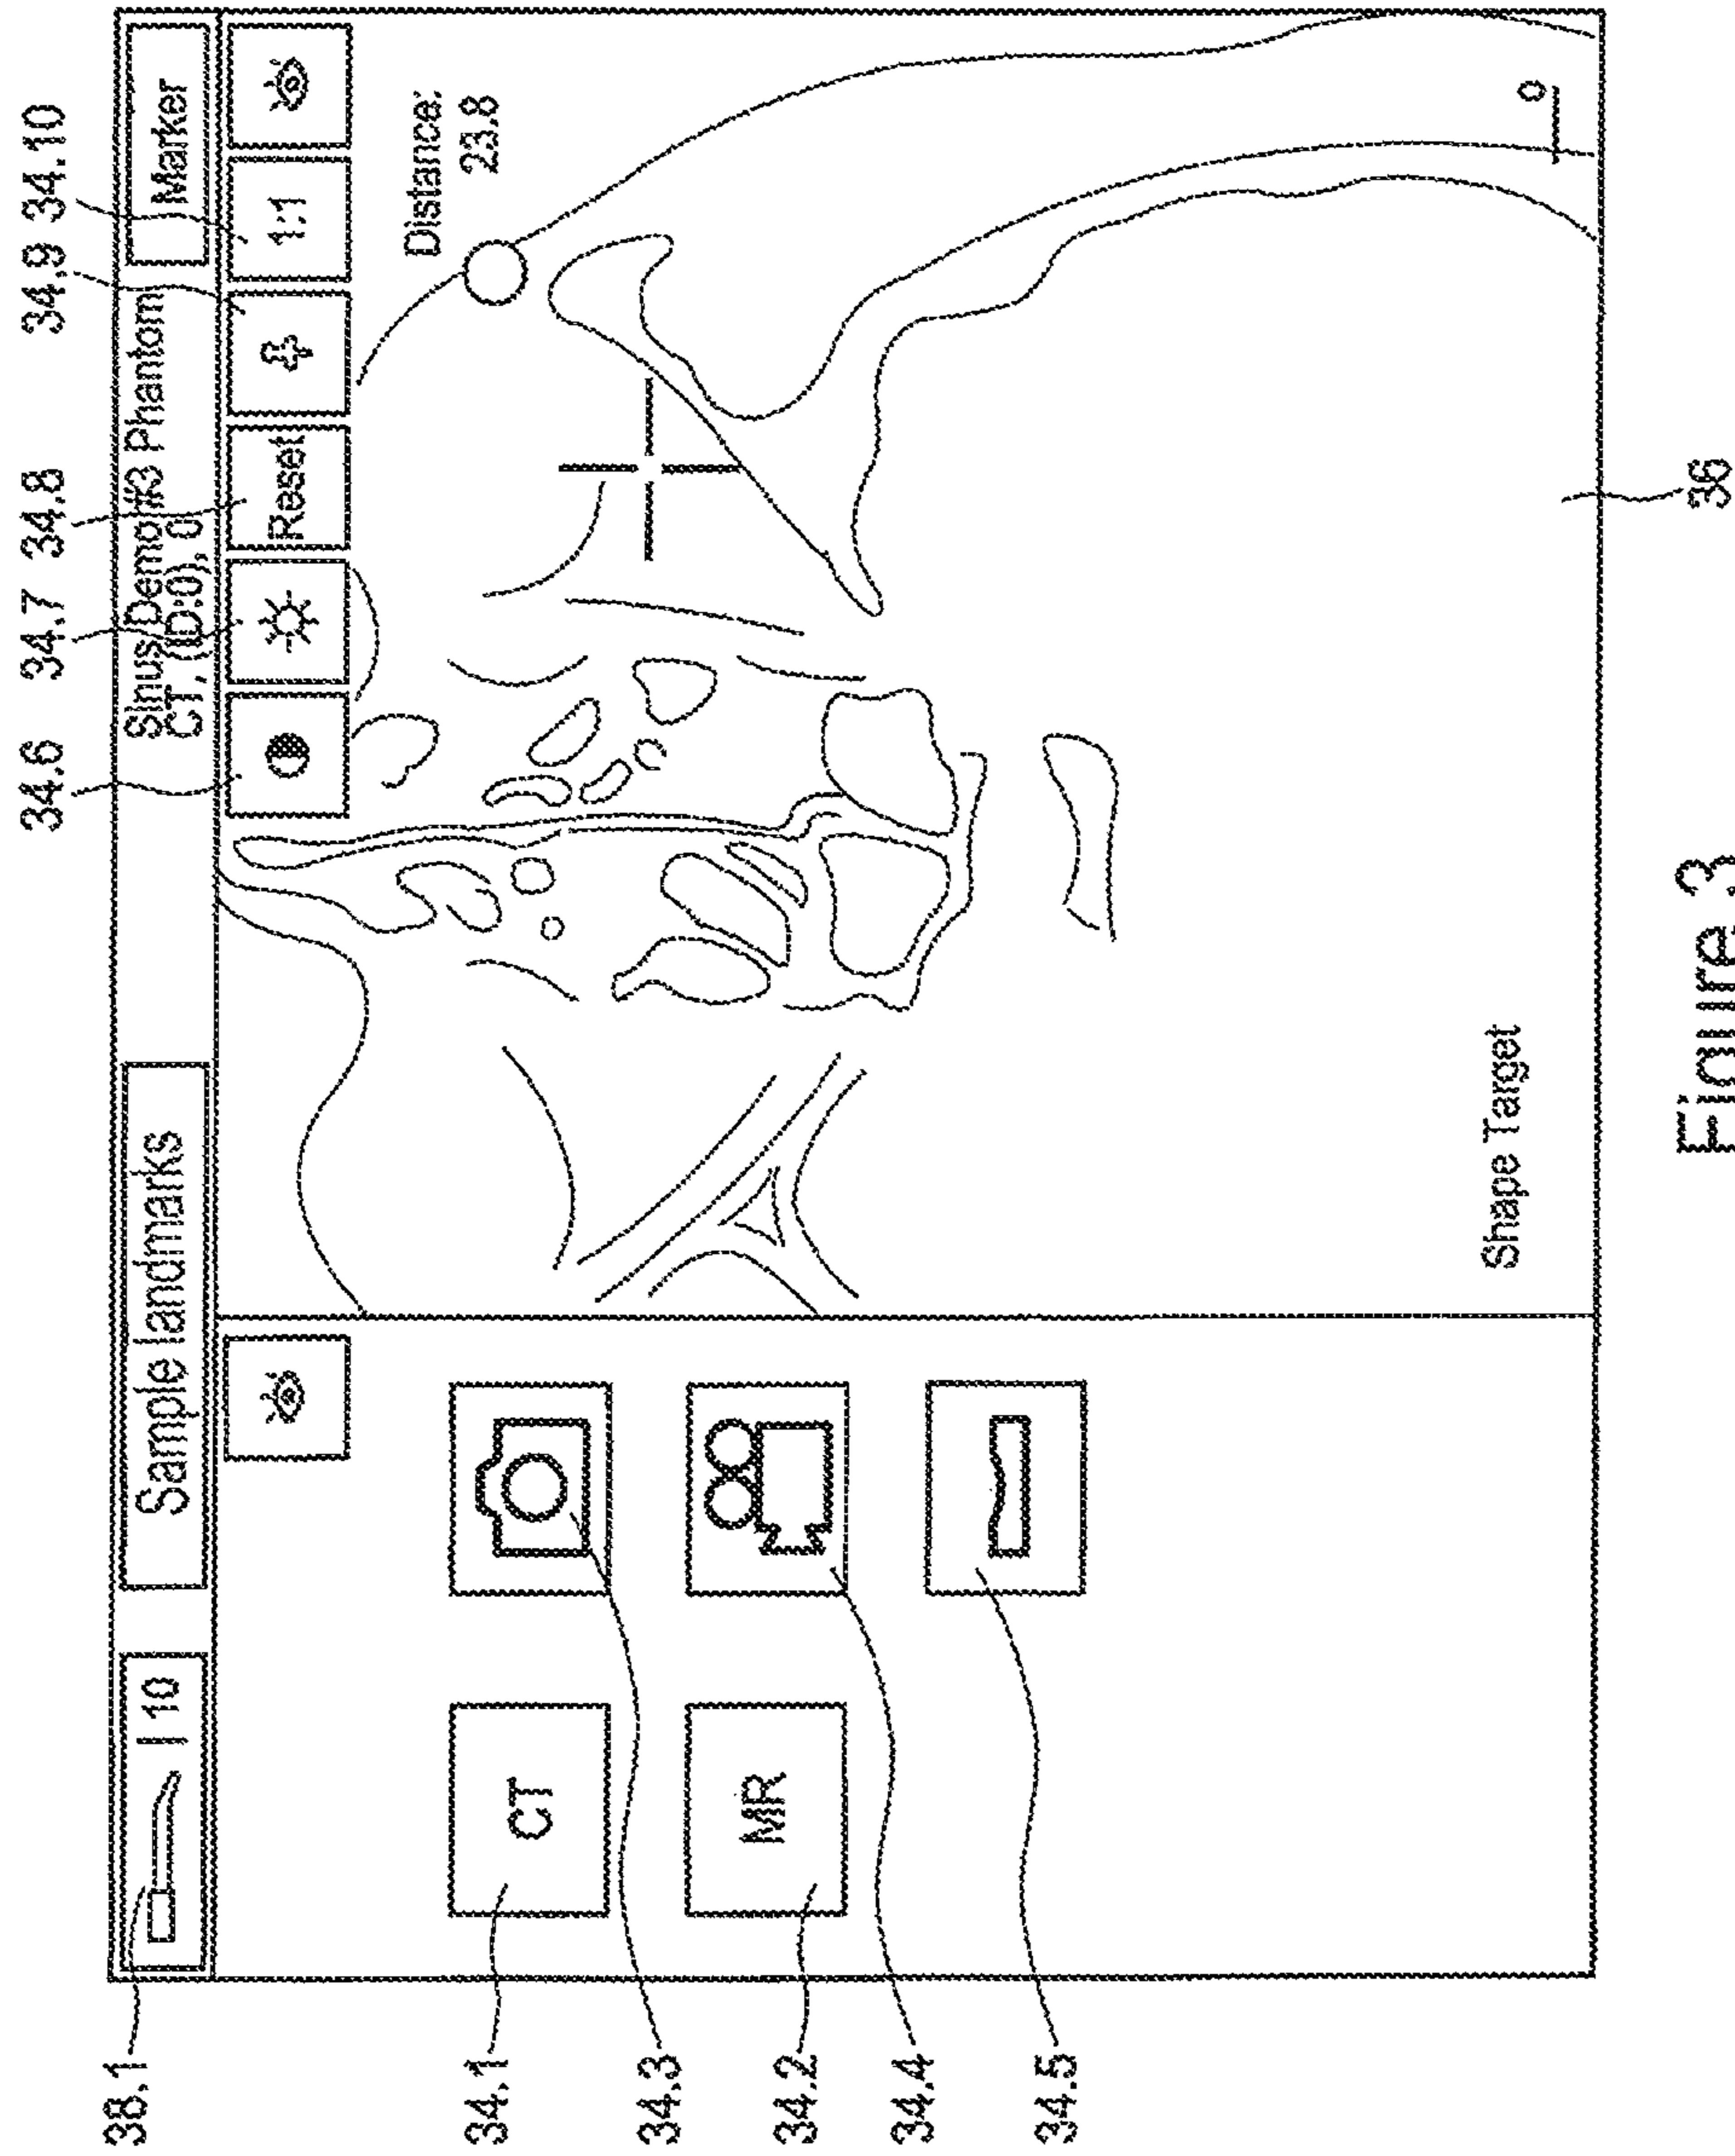 38.1
34.1
34.3
34.2
34.4
34.5
34.6
34.7
34.8
34.9
34.10
10
Sample landmarks
Sinus/Demo#3 Phantom
CT, (ID:0), 0
Marker
Reset
1:1
CT
MR
Distance:
23.8
0
Shape Target
36
Figure 3